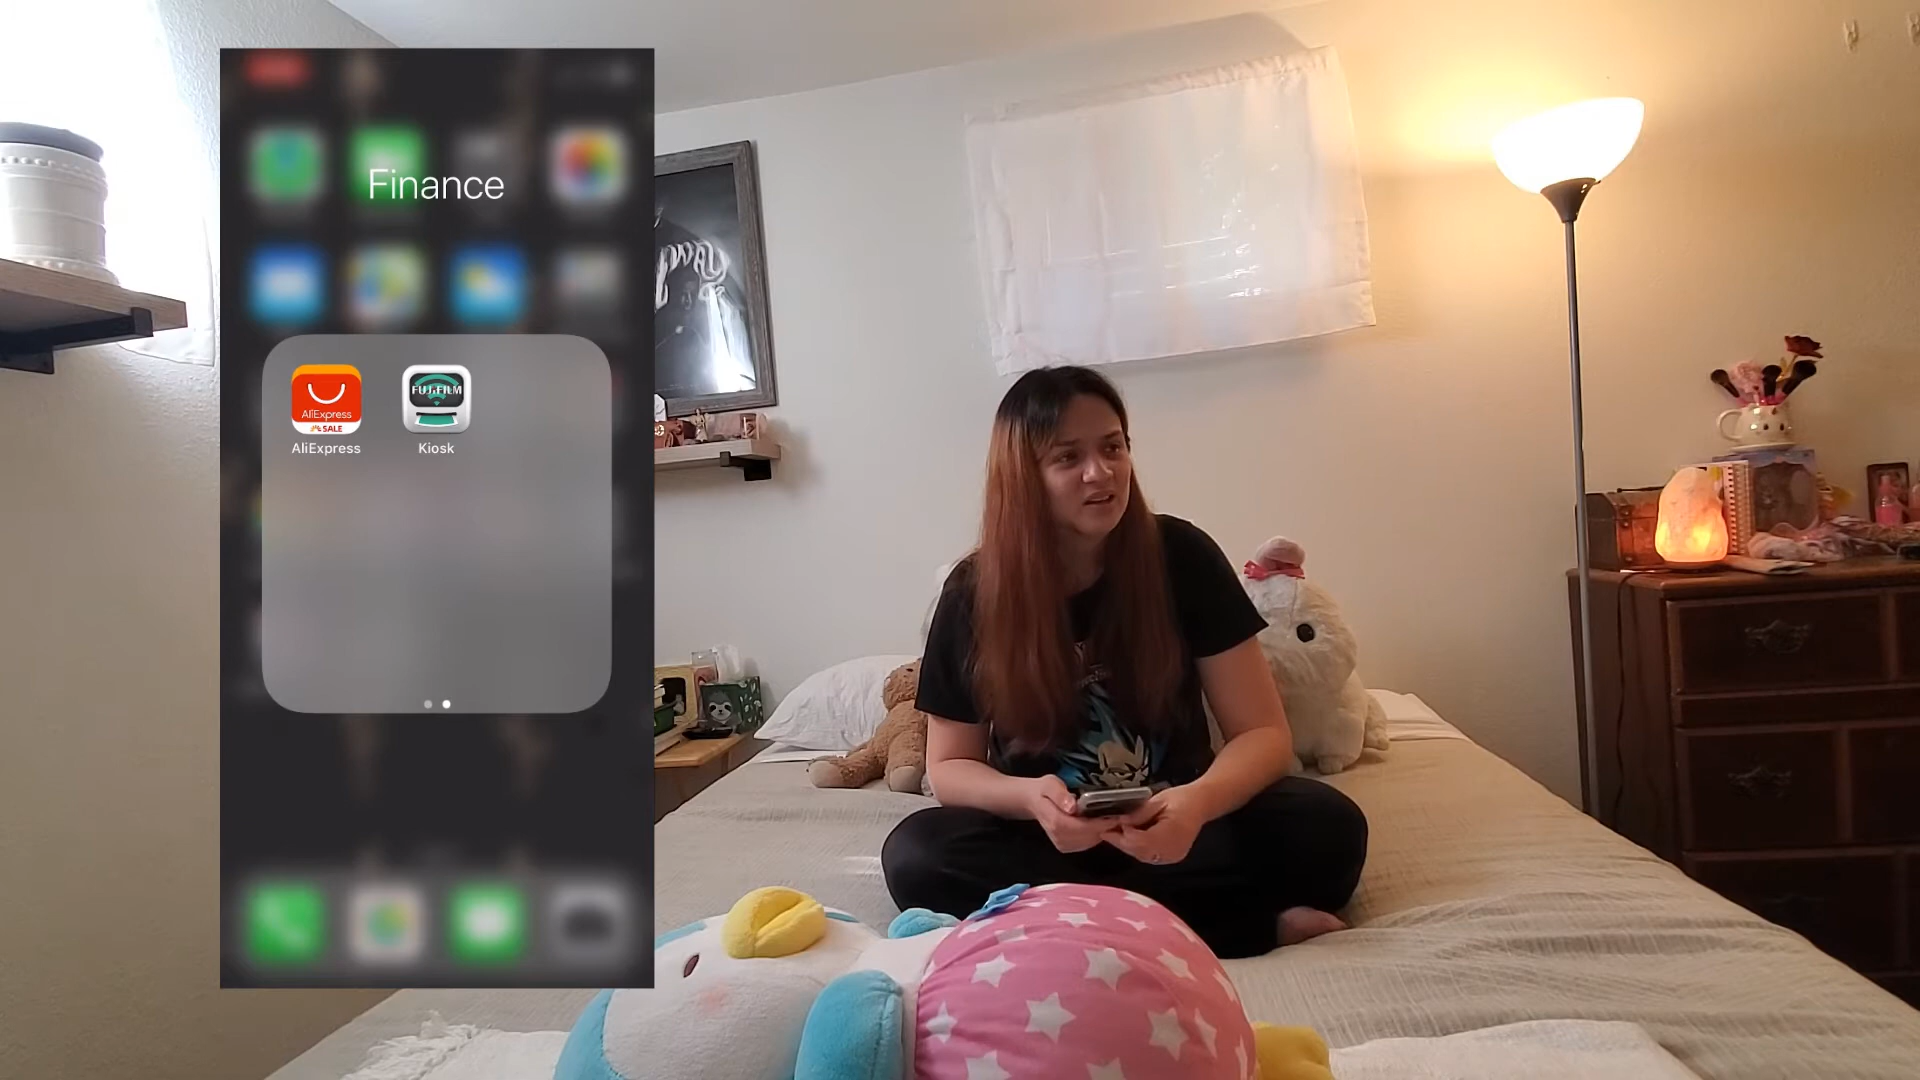 Finance
AliExpress
SALE
AliExpress
FUJIFILM
Kiosk